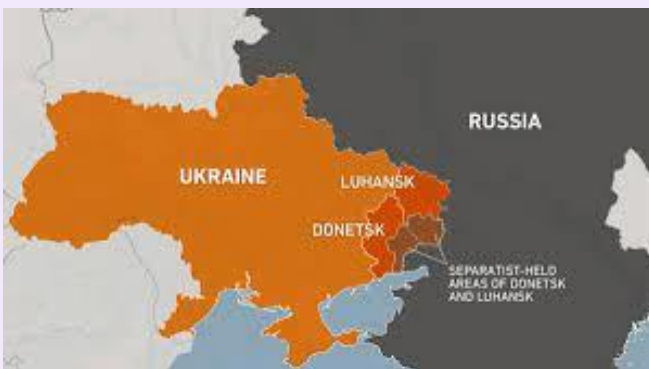 RUSSIA
UKRAINE
LUHANSK
DONETSK
SEPARATIST-HELD
AREAS OF DONETSK
AND LUHANSK